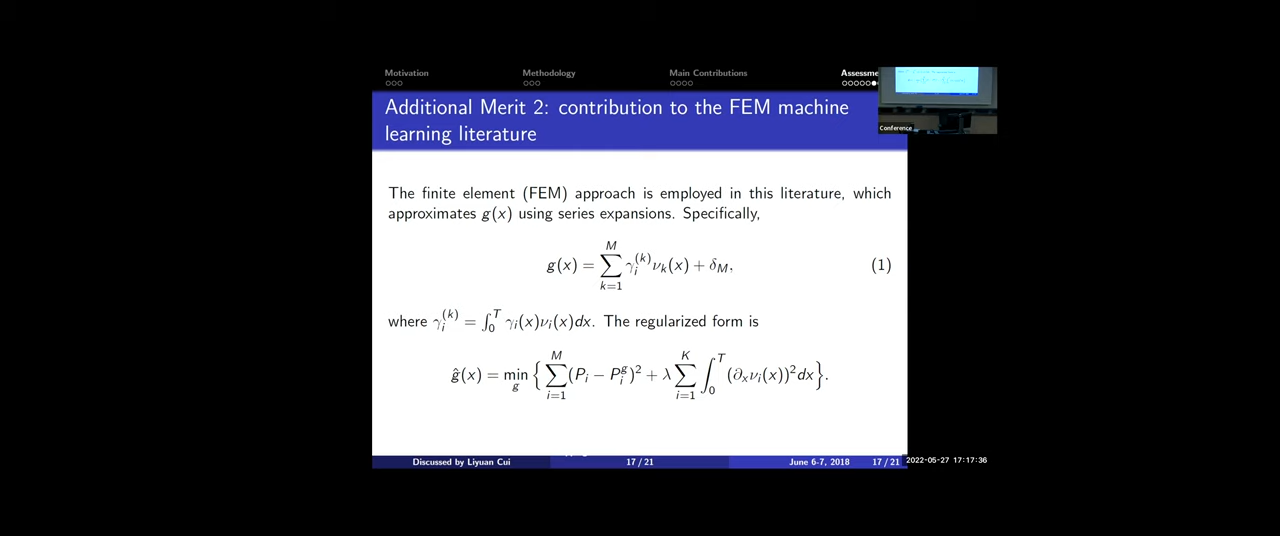 Motivation Methodology Main Contributions Assessme
Conference
Additional Merit 2: contribution to the FEM machine
learning literature
The finite element (FEM) approach is employed in this literature, which
approximates g(x) using series expansions. Specifically,
g(x) = ∑_{k=1}^{M} γ_i^{(k)} ν_k(x) + δ_M, (1)
where γ_i^{(k)} = ∫_0^T γ_i(x)ν_i(x)dx. The regularized form is
ĝ(x) = min_g { ∑_{i=1}^{M} (P_i − P_i^g)^2 + λ ∑_{i=1}^{K} ∫_0^T (∂_x ν_i(x))^2 dx }.
Discussed by Liyuan Cui 17 / 21 June 6-7, 2018 17 / 21 2022-05-27 17:17:36